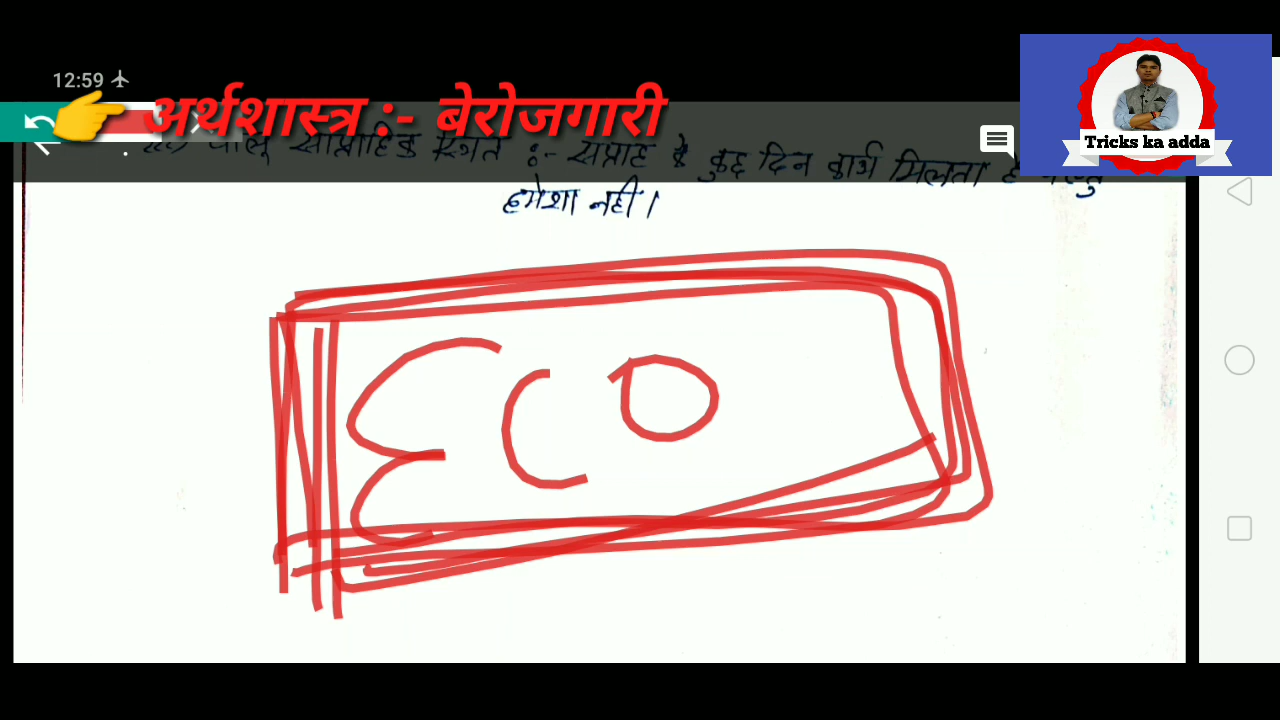 12:59
अर्थशास्त्र :- बेरोजगारी
Tricks ka adda
चालू साप्ताहिक स्थिति :- सप्ताह के कुछ दिन कार्य मिलता है
हमेशा नहीं।
ECO